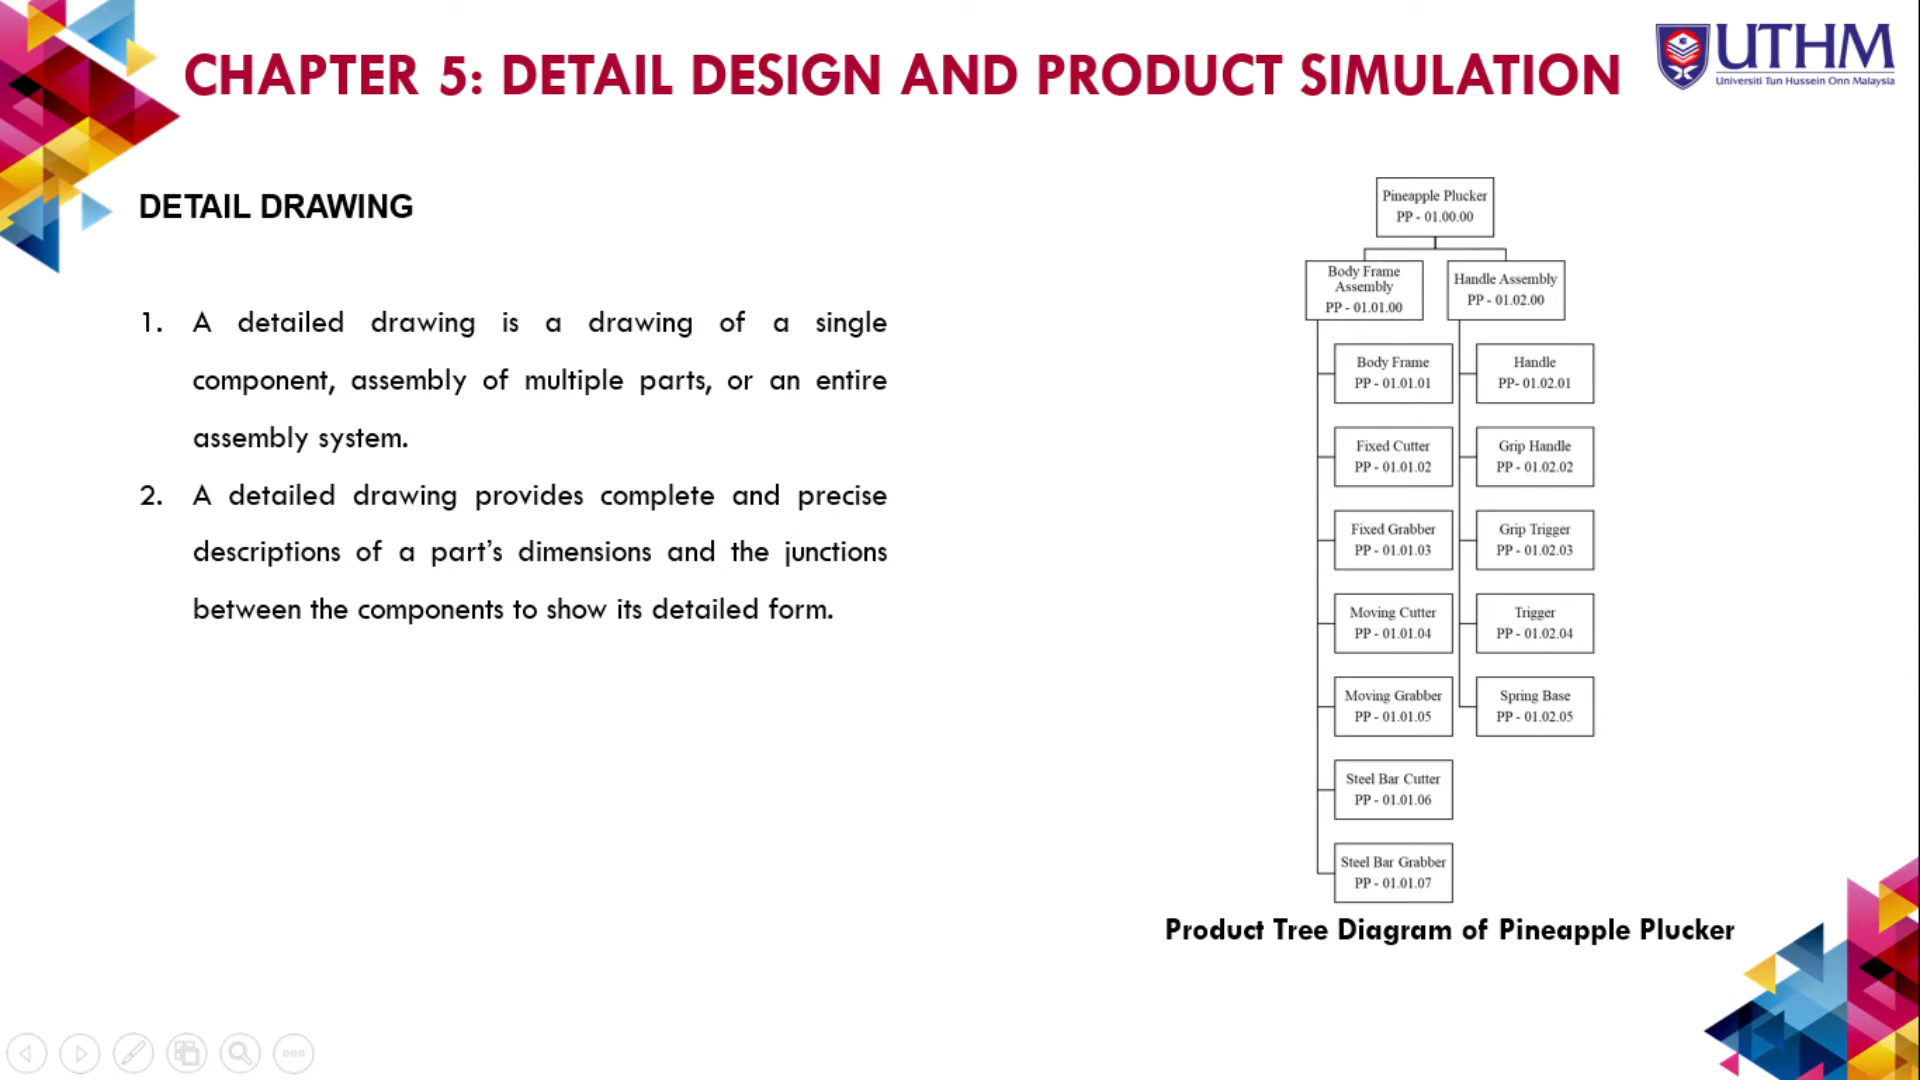 CHAPTER 5: DETAIL DESIGN AND PRODUCT SIMULATION
UTHM
Universiti Tun Hussein Onn Malaysia
DETAIL DRAWING
1. A detailed drawing is a drawing of a single
component, assembly of multiple parts, or an entire
assembly system.
2. A detailed drawing provides complete and precise
descriptions of a part’s dimensions and the junctions
between the components to show its detailed form.
Pineapple Plucker
PP - 01.00.00
Body Frame
Assembly
PP - 01.01.00
Handle Assembly
PP - 01.02.00
Body Frame
PP - 01.01.01
Handle
PP- 01.02.01
Fixed Cutter
PP - 01.01.02
Grip Handle
PP - 01.02.02
Fixed Grabber
PP - 01.01.03
Grip Trigger
PP - 01.02.03
Moving Cutter
PP - 01.01.04
Trigger
PP - 01.02.04
Moving Grabber
PP - 01.01.05
Spring Base
PP - 01.02.05
Steel Bar Cutter
PP - 01.01.06
Steel Bar Grabber
PP - 01.01.07
Product Tree Diagram of Pineapple Plucker